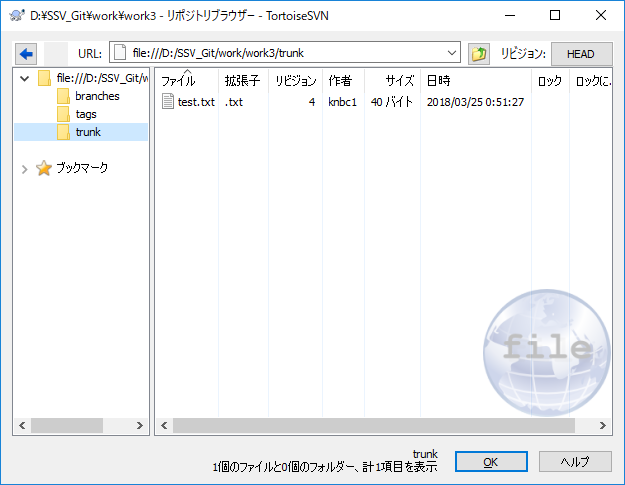 D:¥SSV_Git¥work¥work3 - リポジトリブラウザー - TortoiseSVN
URL: file:///D:/SSV_Git/work/work3/trunk リビジョン: HEAD
file:///D:/SSV_Git/w
branches
tags
trunk
ブックマーク
ファイル 拡張子 リビジョン 作者 サイズ 日時 ロック ロックに
test.txt .txt 4 knbc1 40 バイト 2018/03/25 0:51:27
file
trunk
1個のファイルと0個のフォルダー、計1項目を表示
OK ヘルプ